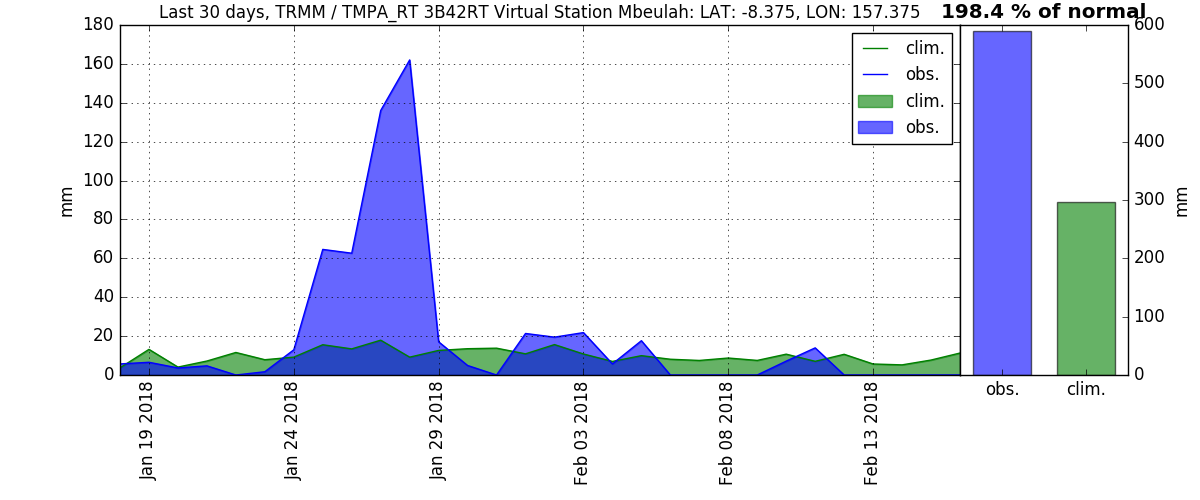 Last 30 days, TRMM / TMPA_RT 3B42RT Virtual Station Mbeulah: LAT: -8.375, LON: 157.375
198.4 % of normal
180
160
140
120
100
80
60
40
20
0
mm
clim.
obs.
clim.
obs.
Jan 19 2018
Jan 24 2018
Jan 29 2018
Feb 03 2018
Feb 08 2018
Feb 13 2018
600
500
400
300
200
100
0
mm
obs.
clim.